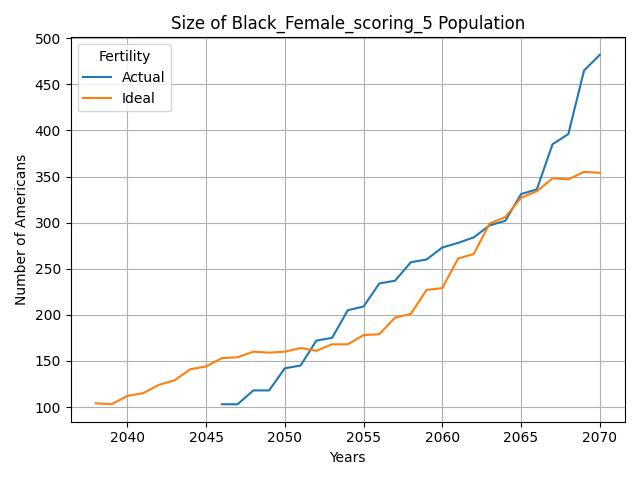 Size of Black_Female_scoring_5 Population
Number of Americans
500
450
400
350
300
250
200
150
100
Fertility
Actual
Ideal
2040
2045
2050
2055
2060
2065
2070
Years